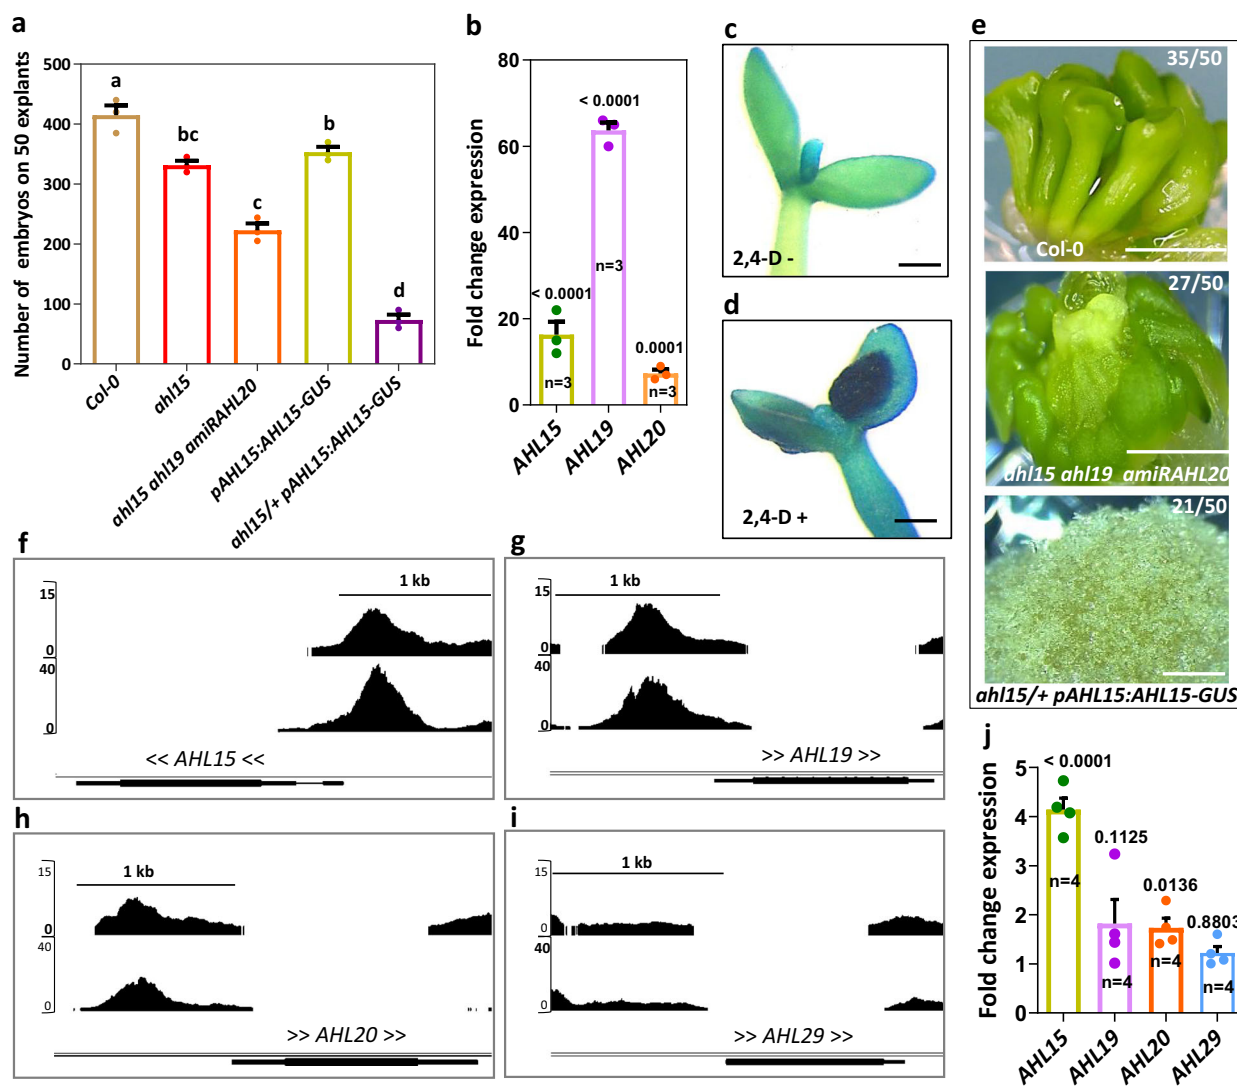 a
Number of embryos on 50 explants
500
400
300
200
100
0
a
bc
c
b
d
Col-0
ahl15
ahl15 ahl19 amiRAHL20
pAHL15:AHL15-GUS
ahl15/+ pAHL15:AHL15-GUS
b
Fold change expression
80
60
40
20
0
< 0.0001
< 0.0001
0.0001
n=3
n=3
n=3
AHL15
AHL19
AHL20
c
2,4-D -
d
2,4-D +
e
35/50
Col-0
27/50
ahl15 ahl19 amiRAHL20
21/50
ahl15/+ pAHL15:AHL15-GUS
f
1 kb
15
0
40
0
<< AHL15 <<
g
1 kb
15
0
40
0
>> AHL19 >>
h
1 kb
15
0
40
0
>> AHL20 >>
i
1 kb
15
0
40
0
>> AHL29 >>
j
Fold change expression
5
4
3
2
1
0
< 0.0001
0.1125
0.0136
0.8803
n=4
n=4
n=4
n=4
AHL15
AHL19
AHL20
AHL29